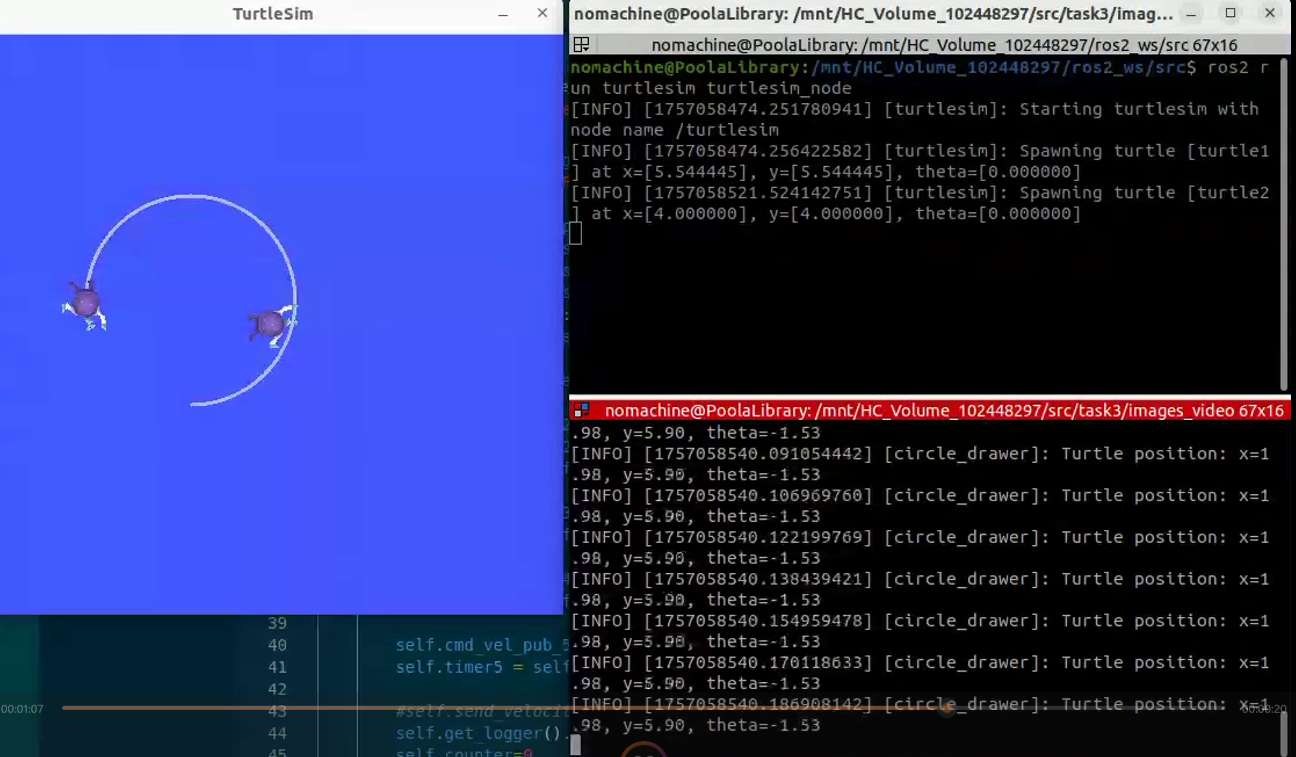 TurtleSim
nomachine@PoolaLibrary: /mnt/HC_Volume_102448297/src/task3/imag...
nomachine@PoolaLibrary: /mnt/HC_Volume_102448297/ros2_ws/src 67x16
nomachine@PoolaLibrary:/mnt/HC_Volume_102448297/ros2_ws/src$ ros2 r
un turtlesim turtlesim_node
[INFO] [1757058474.251780941] [turtlesim]: Starting turtlesim with
node name /turtlesim
[INFO] [1757058474.256422582] [turtlesim]: Spawning turtle [turtle1
] at x=[5.544445], y=[5.544445], theta=[0.000000]
[INFO] [1757058521.524142751] [turtlesim]: Spawning turtle [turtle2
] at x=[4.000000], y=[4.000000], theta=[0.000000]
nomachine@PoolaLibrary: /mnt/HC_Volume_102448297/src/task3/images_video 67x16
.98, y=5.90, theta=-1.53
[INFO] [1757058540.091054442] [circle_drawer]: Turtle position: x=1
.98, y=5.90, theta=-1.53
[INFO] [1757058540.106969760] [circle_drawer]: Turtle position: x=1
.98, y=5.90, theta=-1.53
[INFO] [1757058540.122199769] [circle_drawer]: Turtle position: x=1
.98, y=5.90, theta=-1.53
[INFO] [1757058540.138439421] [circle_drawer]: Turtle position: x=1
.98, y=5.90, theta=-1.53
[INFO] [1757058540.154959478] [circle_drawer]: Turtle position: x=1
.98, y=5.90, theta=-1.53
[INFO] [1757058540.170118633] [circle_drawer]: Turtle position: x=1
.98, y=5.90, theta=-1.53
[INFO] [1757058540.186908142] [circle_drawer]: Turtle position: x=1
.98, y=5.90, theta=-1.53
39
40 self.cmd_vel_pub_5
41 self.timer5 = self
42
43 #self.send_velocit
44 self.get_logger().
45 self.counter=0
00:01:07
00:00:20